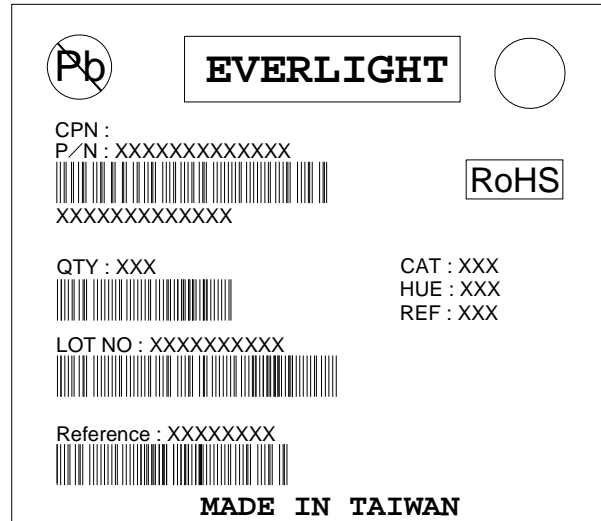 Pb
EVERLIGHT
CPN :
P/N : XXXXXXXXXXXXX
RoHS
XXXXXXXXXXXXX
QTY : XXX
CAT : XXX
HUE : XXX
REF : XXX
LOT NO : XXXXXXXXXX
Reference : XXXXXXXX
MADE IN TAIWAN